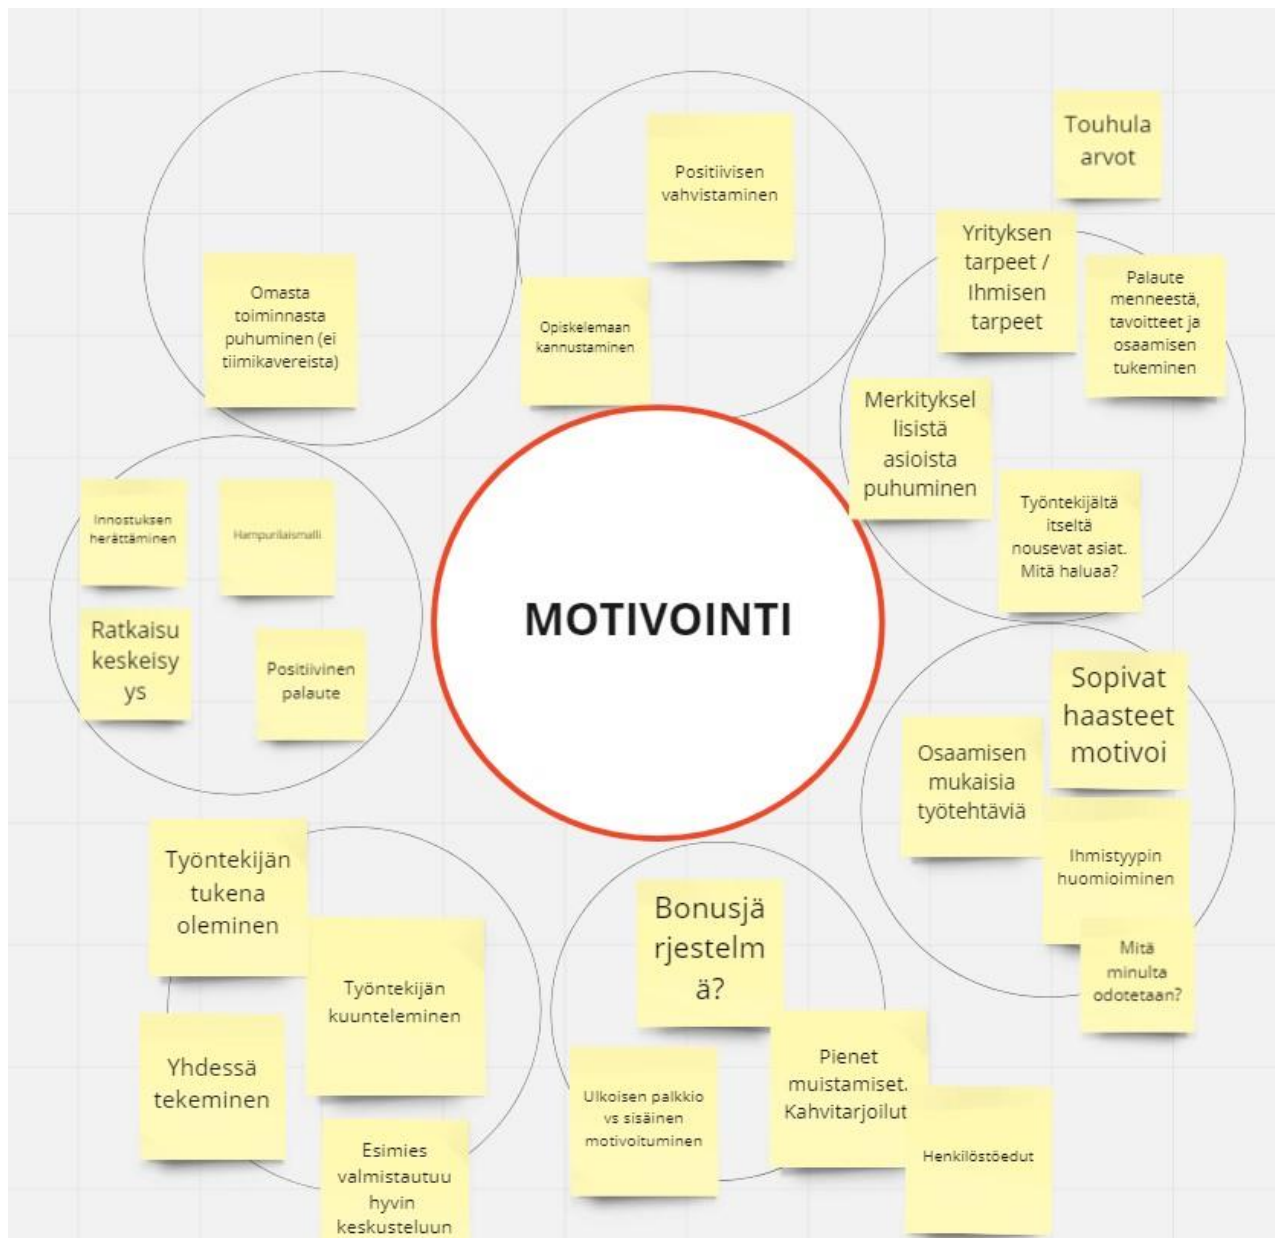 Touhula
arvot
Positiivisen
vahvistaminen
Yrityksen
tarpeet /
Ihmisen
tarpeet
Palaute
menneestä,
tavoitteet ja
osaamisen
tukeminen
Omasta
toiminnasta
puhuminen (ei
tiimikavereista)
Opiskelemaan
kannustaminen
Merkityksel
lisistä
asioista
puhuminen
Työntekijältä
itseltä
nousevat asiat.
Mitä haluaa?
Innostuksen
herättäminen
Hampurilaismalli
Ratkaisu
keskeisy
ys
Positiivinen
palaute
MOTIVOINTI
Sopivat
haasteet
motivoi
Osaamisen
mukaisia
työtehtäviä
Ihmistyypin
huomioiminen
Mitä
minulta
odotetaan?
Työntekijän
tukena
oleminen
Työntekijän
kuunteleminen
Yhdessä
tekeminen
Esimies
valmistautuu
hyvin
keskusteluun
Bonusjä
rjestelm
ä?
Ulkoisen palkkio
vs sisäinen
motivoituminen
Pienet
muistamiset.
Kahvitarjoilut
Henkilöstöedut